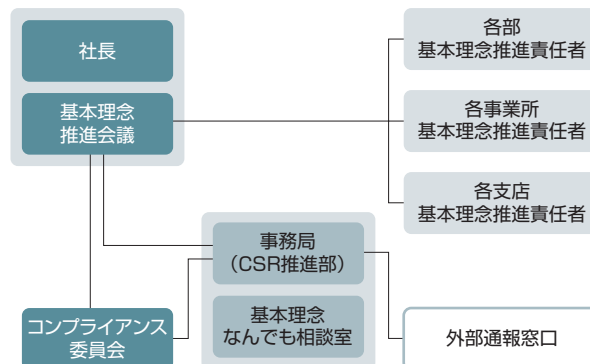 社長
基本理念
推進会議
各部
基本理念推進責任者
各事業所
基本理念推進責任者
各支店
基本理念推進責任者
事務局
（CSR推進部）
基本理念
なんでも相談室
コンプライアンス
委員会
外部通報窓口